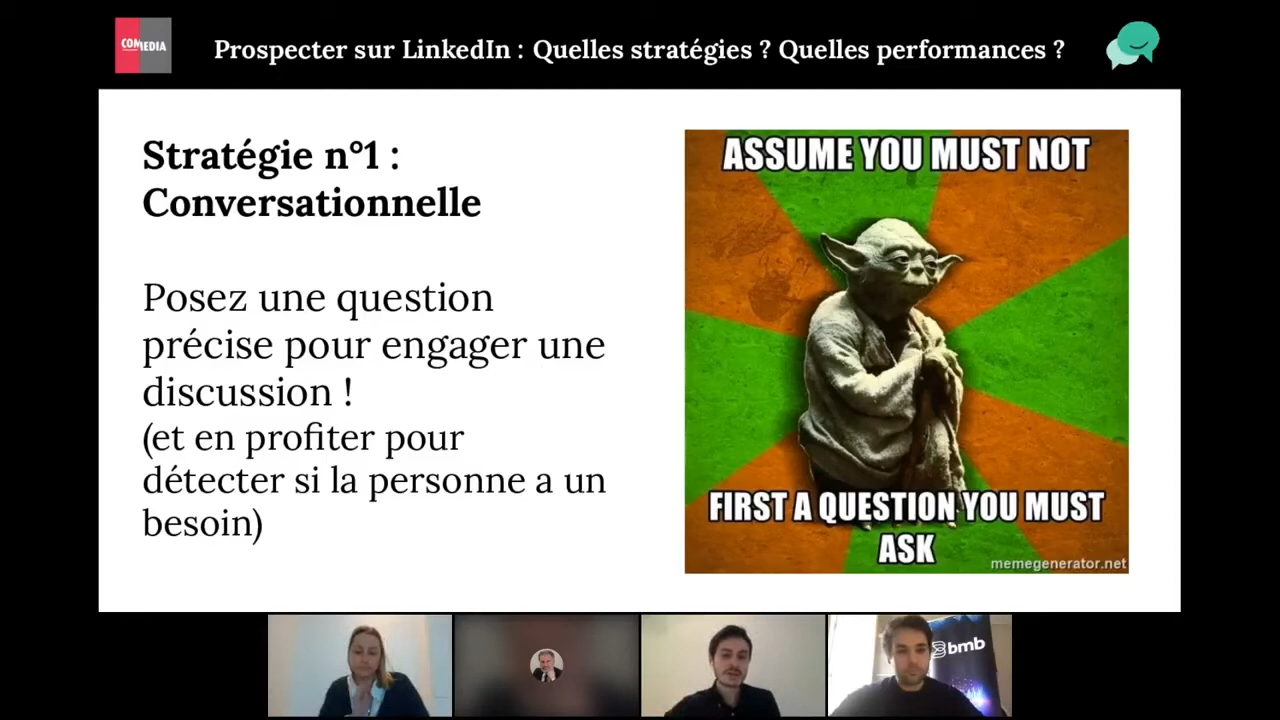 COMMEDIA
Prospecter sur LinkedIn : Quelles stratégies ? Quelles performances ?
Stratégie n°1 :
Conversationnelle
Posez une question
précise pour engager une
discussion !
(et en profiter pour
détecter si la personne a un
besoin)
ASSUME YOU MUST NOT
FIRST A QUESTION YOU MUST
ASK
memegenerator.net
bmb